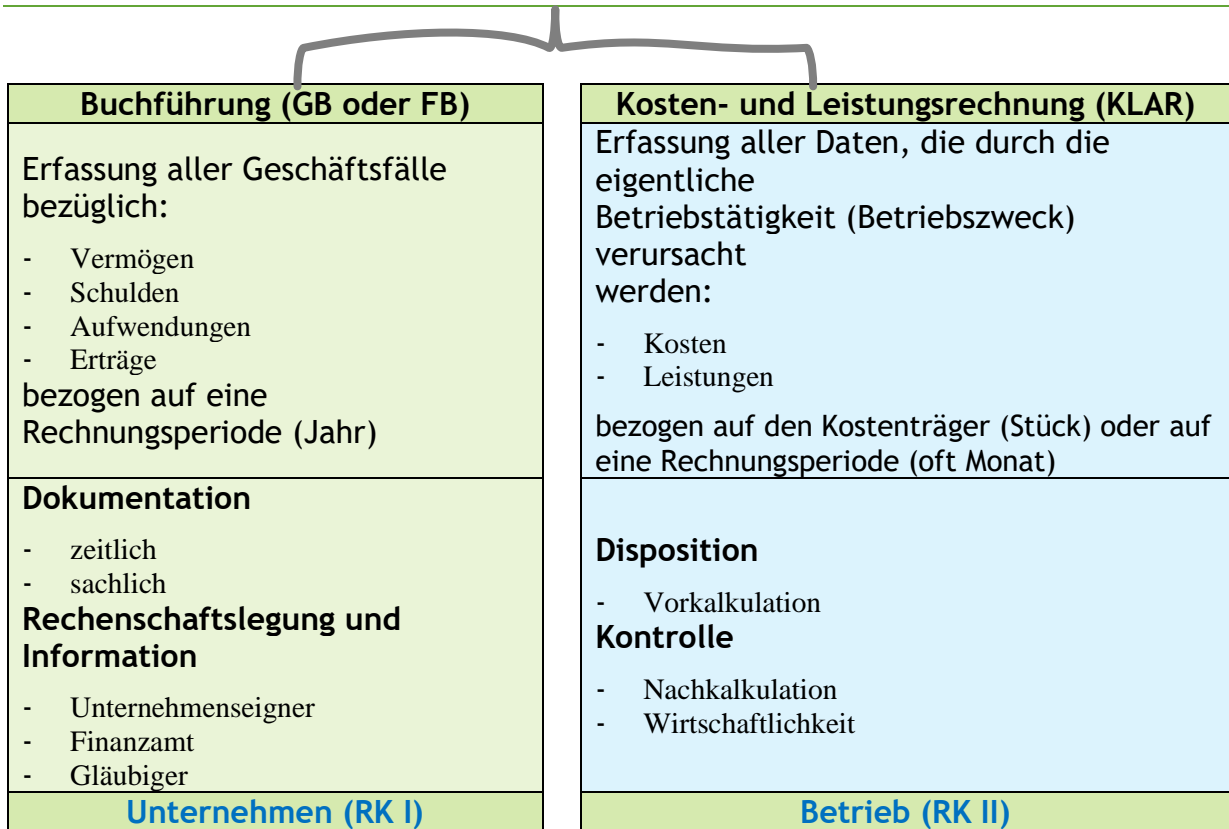 Buchführung (GB oder FB)
Erfassung aller Geschäftsfälle
bezüglich:
- Vermögen
- Schulden
- Aufwendungen
- Erträge
bezogen auf eine
Rechnungsperiode (Jahr)
Dokumentation
- zeitlich
- sachlich
Rechenschaftslegung und
Information
- Unternehmenseigner
- Finanzamt
- Gläubiger
Unternehmen (RK I)
Kosten- und Leistungsrechnung (KLAR)
Erfassung aller Daten, die durch die
eigentliche
Betriebstätigkeit (Betriebszweck)
verursacht
werden:
- Kosten
- Leistungen
bezogen auf den Kostenträger (Stück) oder auf
eine Rechnungsperiode (oft Monat)
Disposition
- Vorkalkulation
Kontrolle
- Nachkalkulation
- Wirtschaftlichkeit
Betrieb (RK II)